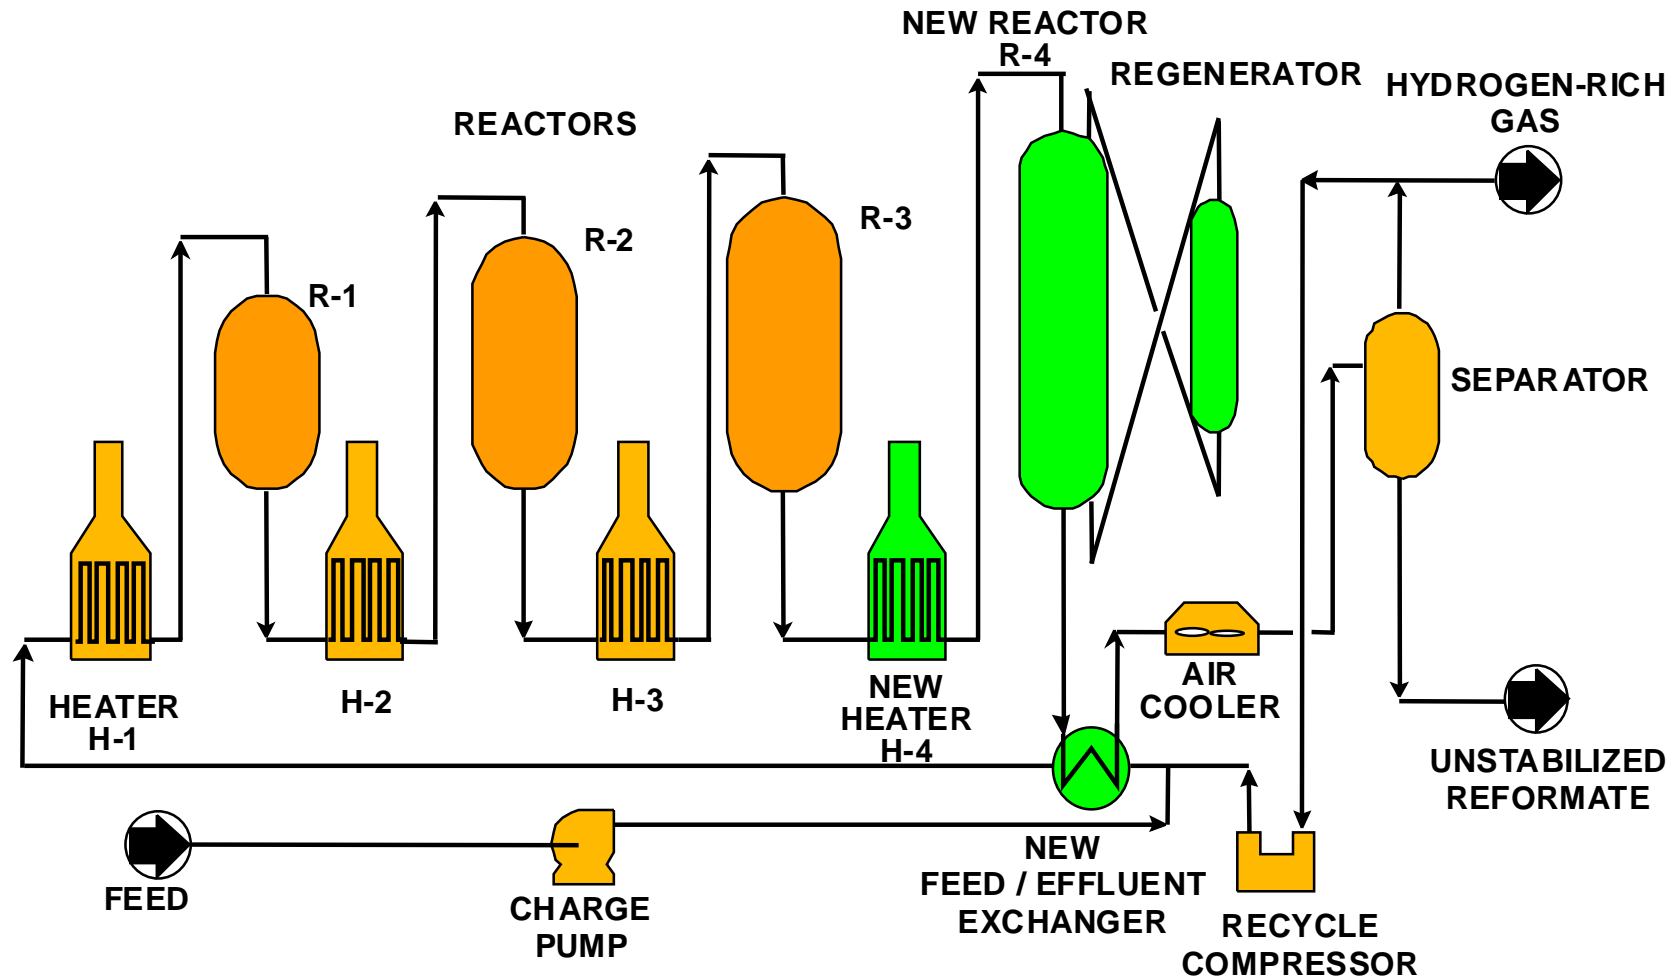 NEW REACTOR
R-4
REGENERATOR
HYDROGEN-RICH
GAS
REACTORS
R-3
R-2
R-1
SEPARATOR
HEATER
H-1
H-2
H-3
NEW
HEATER
H-4
AIR
COOLER
UNSTABILIZED
REFORMATE
FEED
CHARGE
PUMP
NEW
FEED / EFFLUENT
EXCHANGER
RECYCLE
COMPRESSOR